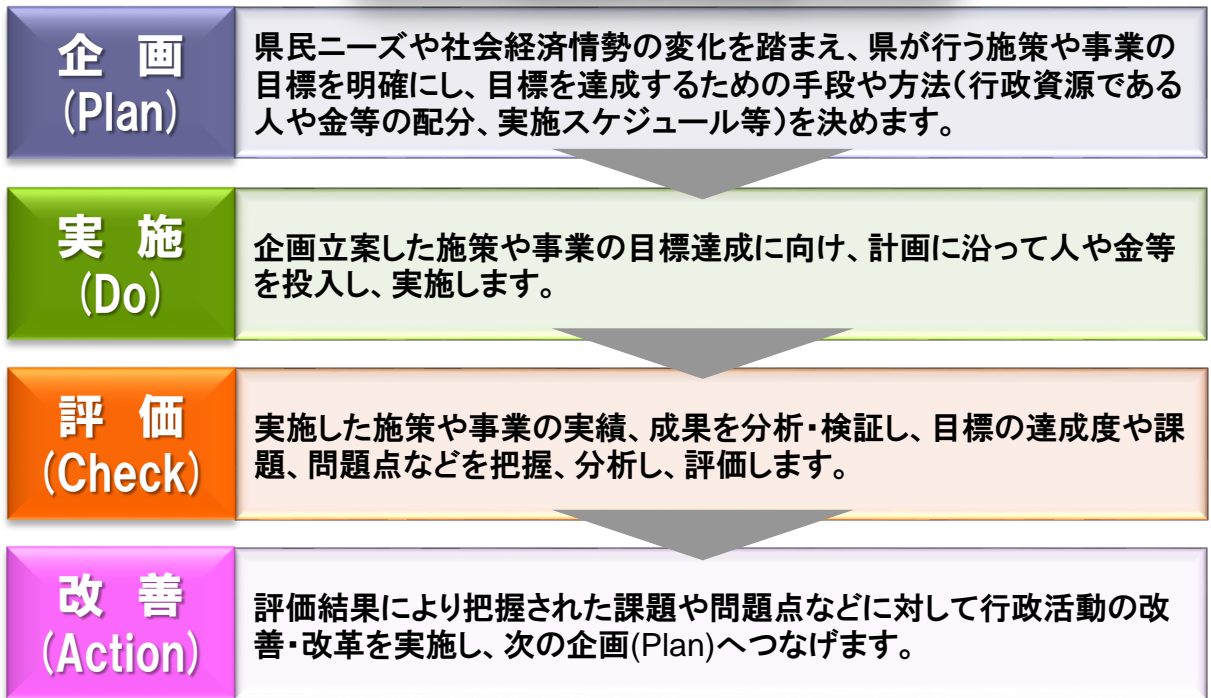 企 画
(Plan)
県民ニーズや社会経済情勢の変化を踏まえ、県が行う施策や事業の
目標を明確にし、目標を達成するための手段や方法(行政資源である
人や金等の配分、実施スケジュール等)を決めます。
実 施
(Do)
企画立案した施策や事業の目標達成に向け、計画に沿って人や金等
を投入し、実施します。
評 価
(Check)
実施した施策や事業の実績、成果を分析・検証し、目標の達成度や課
題、問題点などを把握、分析し、評価します。
改 善
(Action)
評価結果により把握された課題や問題点などに対して行政活動の改
善・改革を実施し、次の企画(Plan)へつなげます。